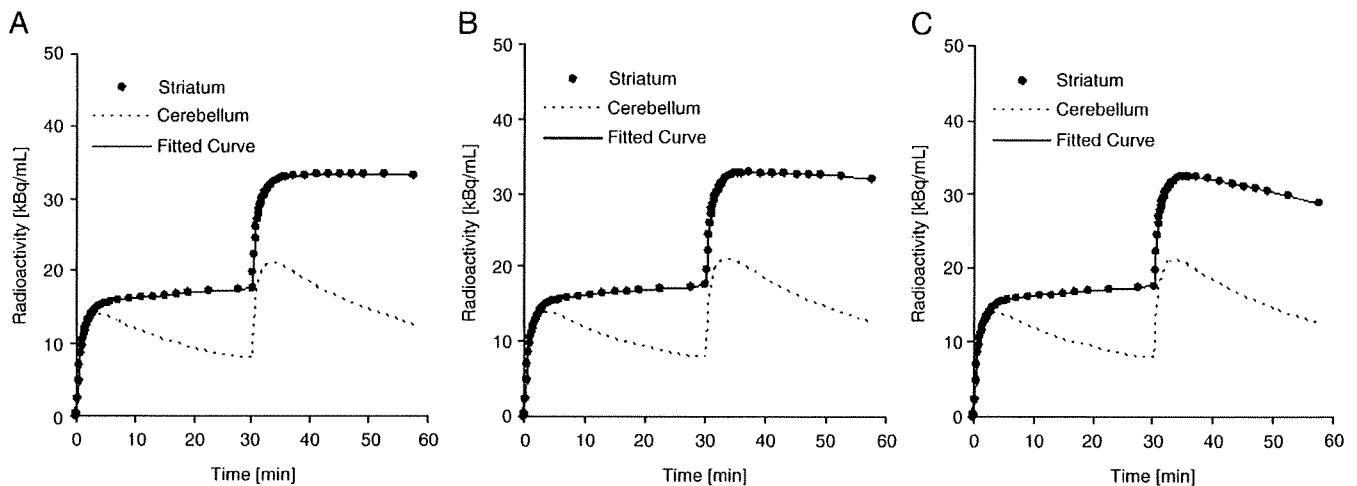 A
50
40
30
20
10
0
Radioactivity [kBq/mL]
Striatum
Cerebellum
Fitted Curve
0 10 20 30 40 50 60
Time [min]
B
50
40
30
20
10
0
Radioactivity [kBq/mL]
Striatum
Cerebellum
Fitted Curve
0 10 20 30 40 50 60
Time [min]
C
50
40
30
20
10
0
Radioactivity [kBq/mL]
Striatum
Cerebellum
Fitted Curve
0 10 20 30 40 50 60
Time [min]